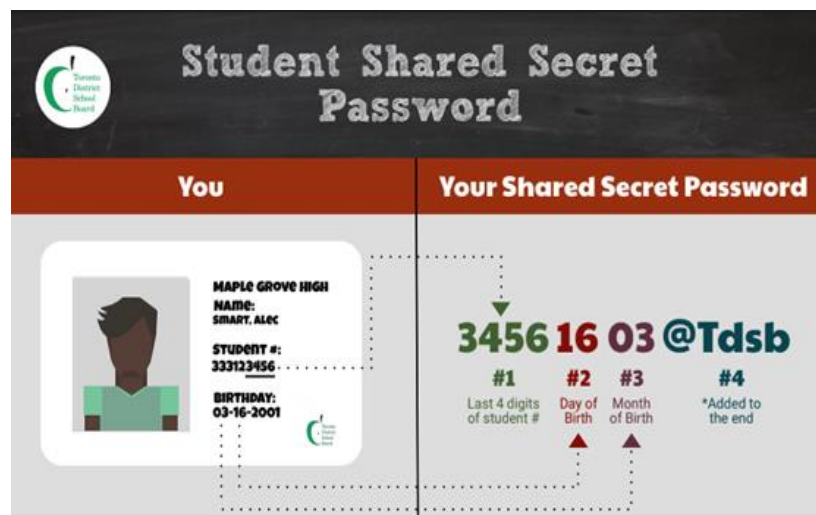 Toronto
District
School
Board
Student Shared Secret
Password
You
Your Shared Secret Password
MAPLE GROVE HIGH
NAME:
SMART, ALEC
STUDENT #:
333123456
BIRTHDAY:
03-16-2001
3456 16 03 @Tdsb
#1 #2 #3 #4
Last 4 digits Day of Month *Added to
of student # Birth of Birth the end